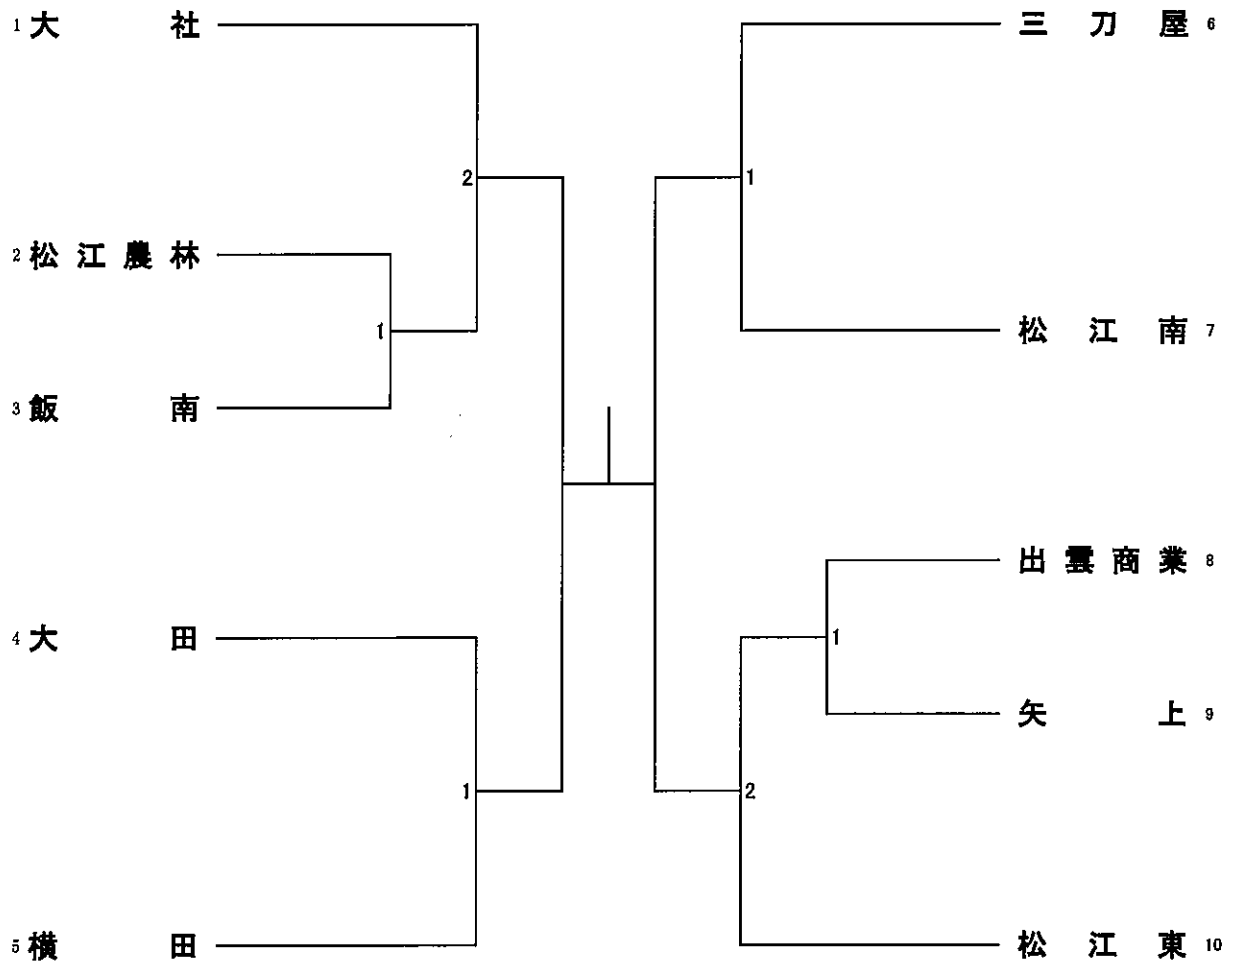 1 大社
2
2 松江農林
1
3 飯南
4 大田
1
5 横田
三刀屋 6
1
松江南 7
出雲商業 8
1
矢上 9
2
松江東 10